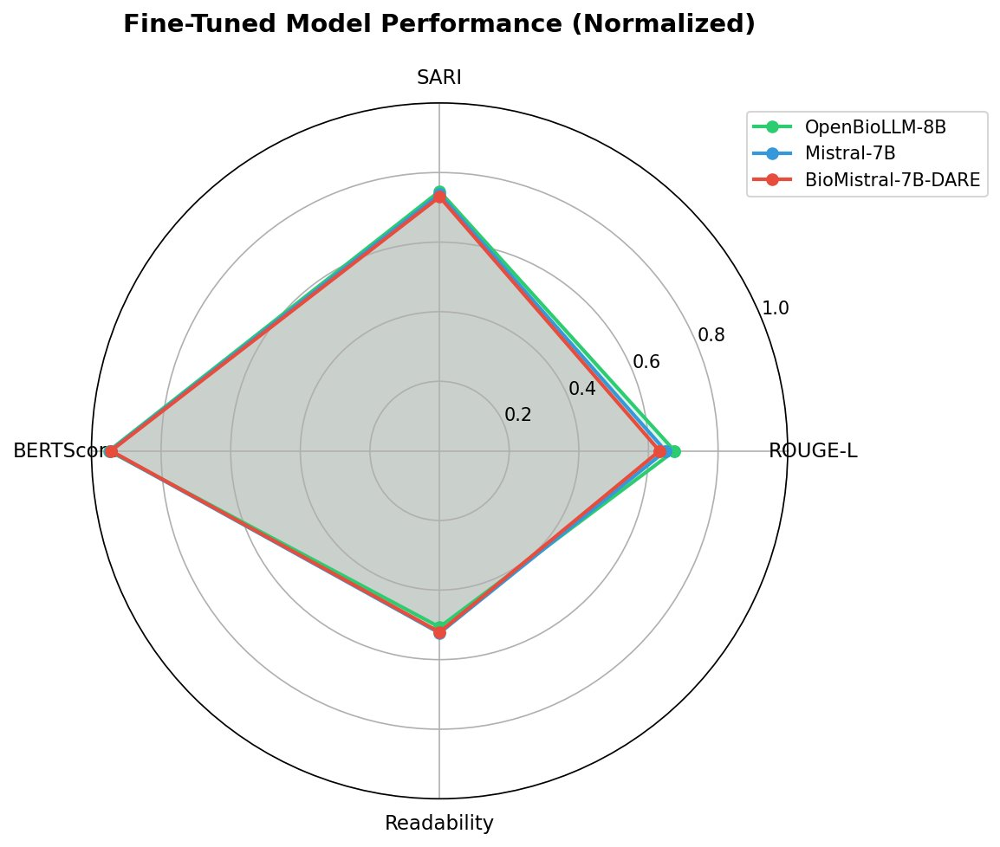 Fine-Tuned Model Performance (Normalized)
SARI
OpenBioLLM-8B
Mistral-7B
BioMistral-7B-DARE
1.0
0.8
0.6
0.4
0.2
BERTScor
ROUGE-L
Readability